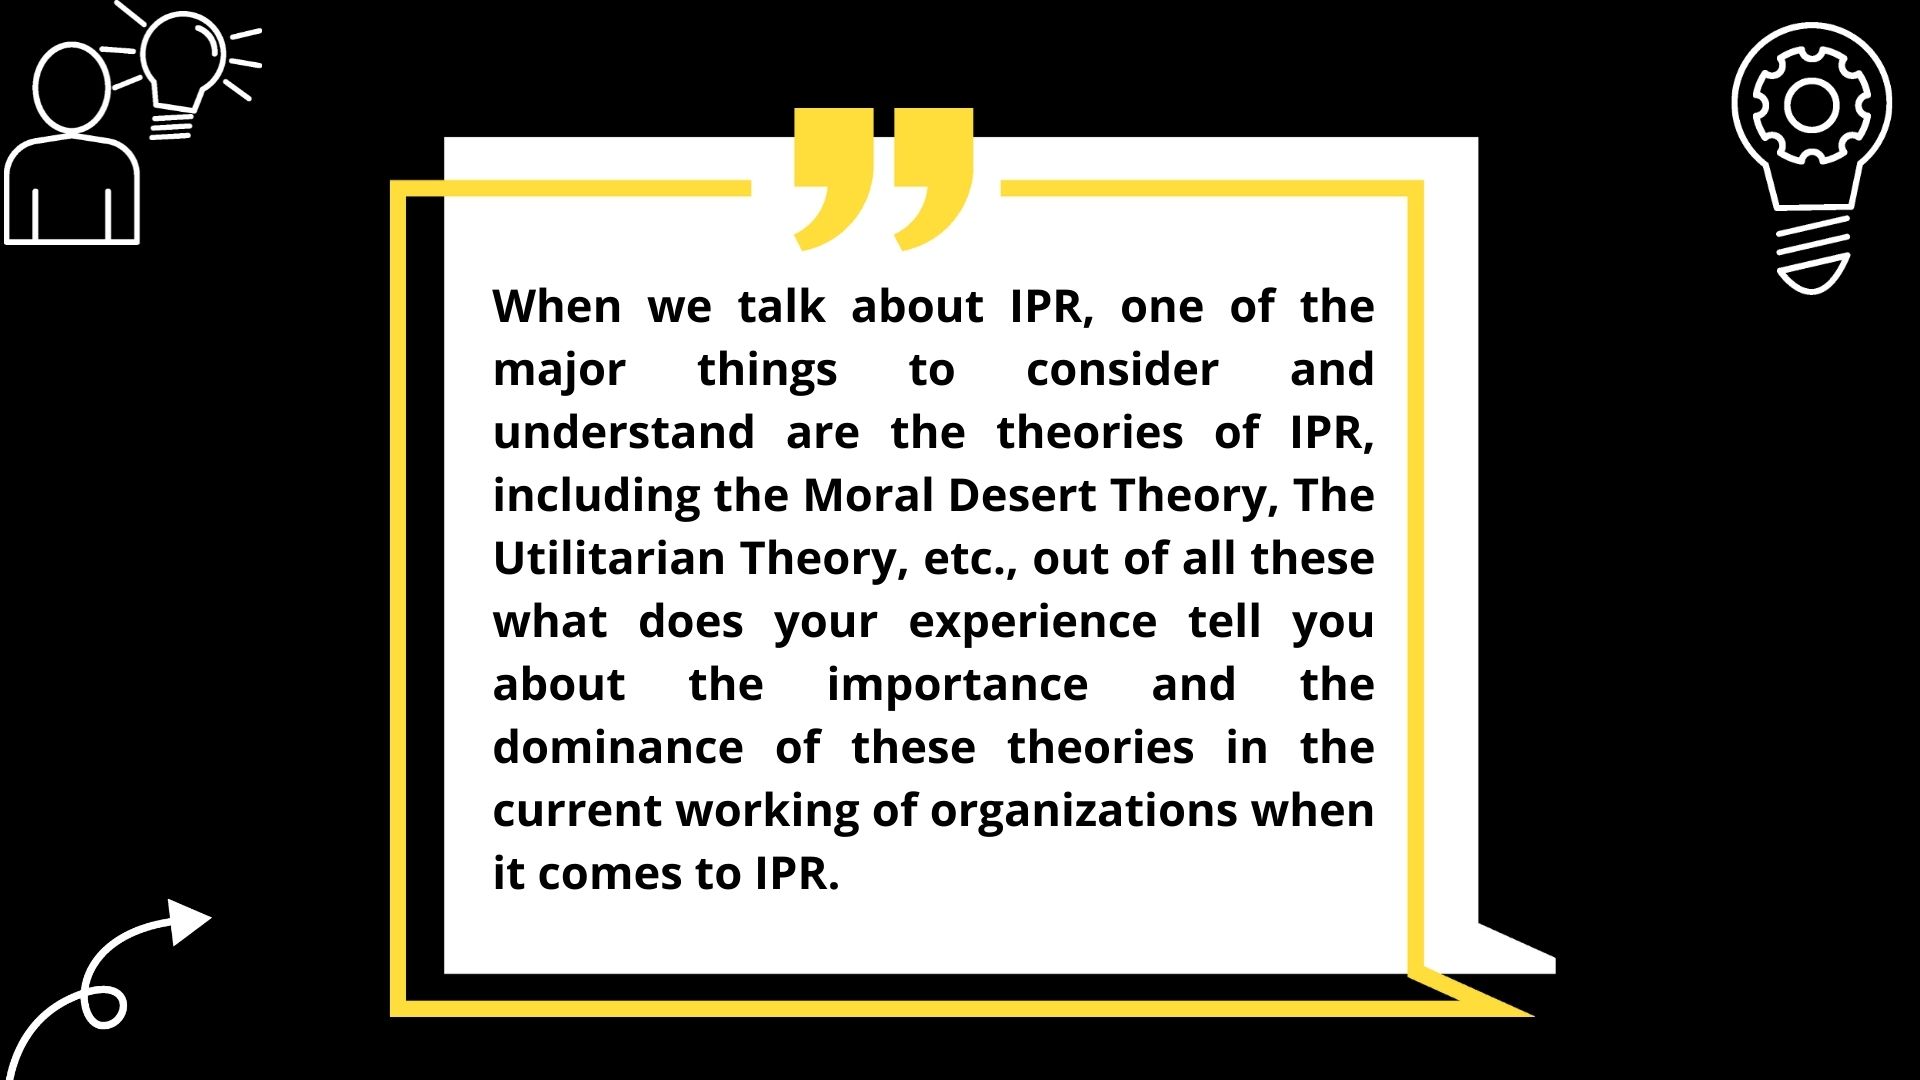 When we talk about IPR, one of the
major things to consider and
understand are the theories of IPR,
including the Moral Desert Theory, The
Utilitarian Theory, etc., out of all these
what does your experience tell you
about the importance and the
dominance of these theories in the
current working of organizations when
it comes to IPR.